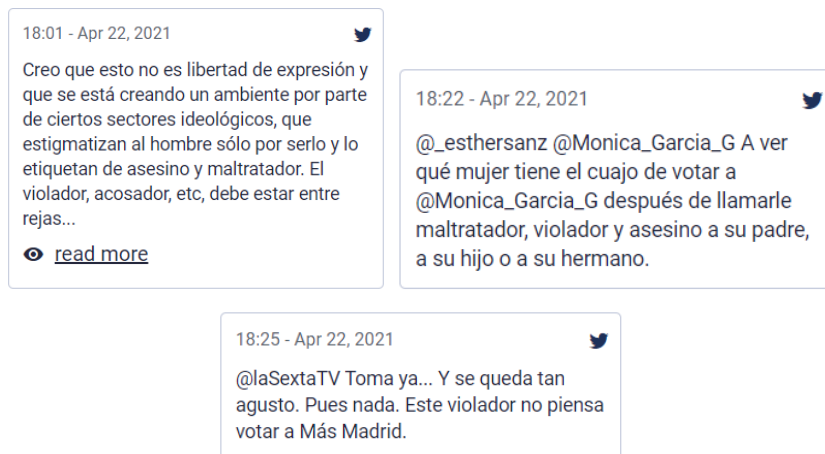 18:01 - Apr 22, 2021
Creo que esto no es libertad de expresión y
que se está creando un ambiente por parte
de ciertos sectores ideológicos, que
estigmatizan al hombre sólo por serlo y lo
etiquetan de asesino y maltratador. El
violador, acosador, etc, debe estar entre
rejas...
read more
18:22 - Apr 22, 2021
@_esthersanz @Monica_Garcia_G A ver
qué mujer tiene el cuajo de votar a
@Monica_Garcia_G después de llamarle
maltratador, violador y asesino a su padre,
a su hijo o a su hermano.
18:25 - Apr 22, 2021
@laSextaTV Toma ya... Y se queda tan
agusto. Pues nada. Este violador no piensa
votar a Más Madrid.